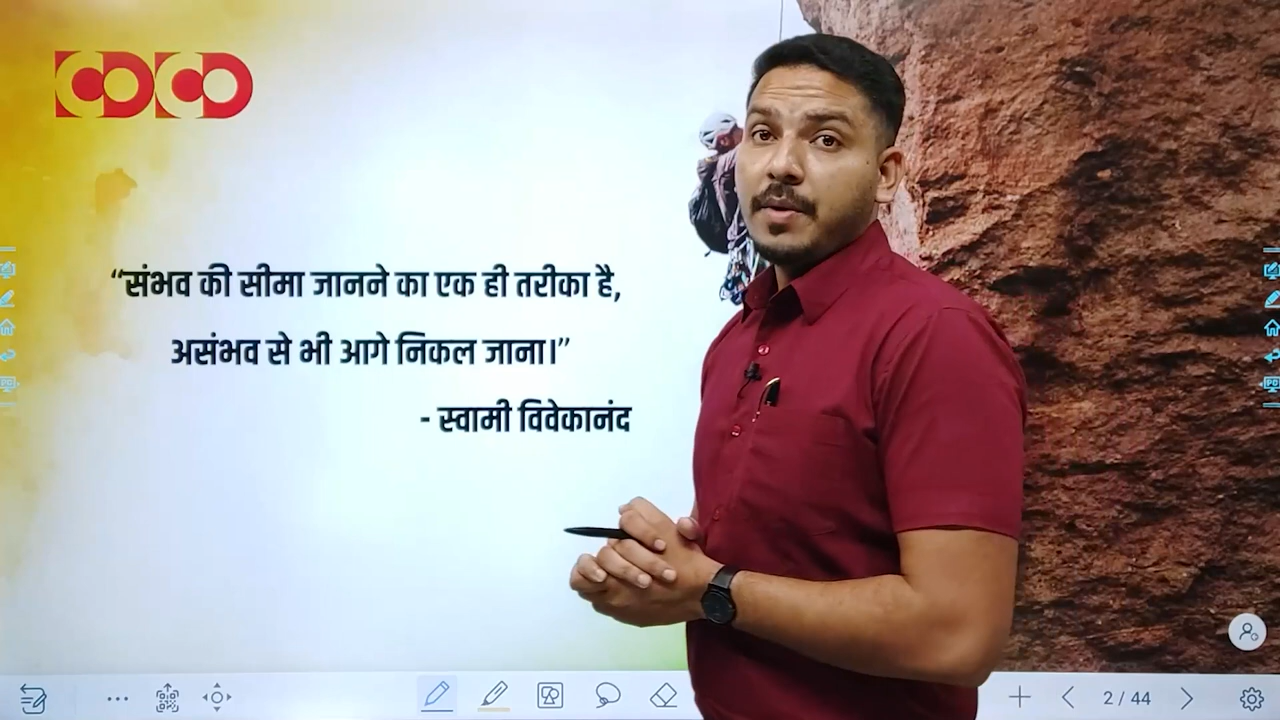 “संभव की सीमा जानने का एक ही तरीका है,
असंभव से भी आगे निकल जाना।”
- स्वामी विवेकानंद
2 / 44